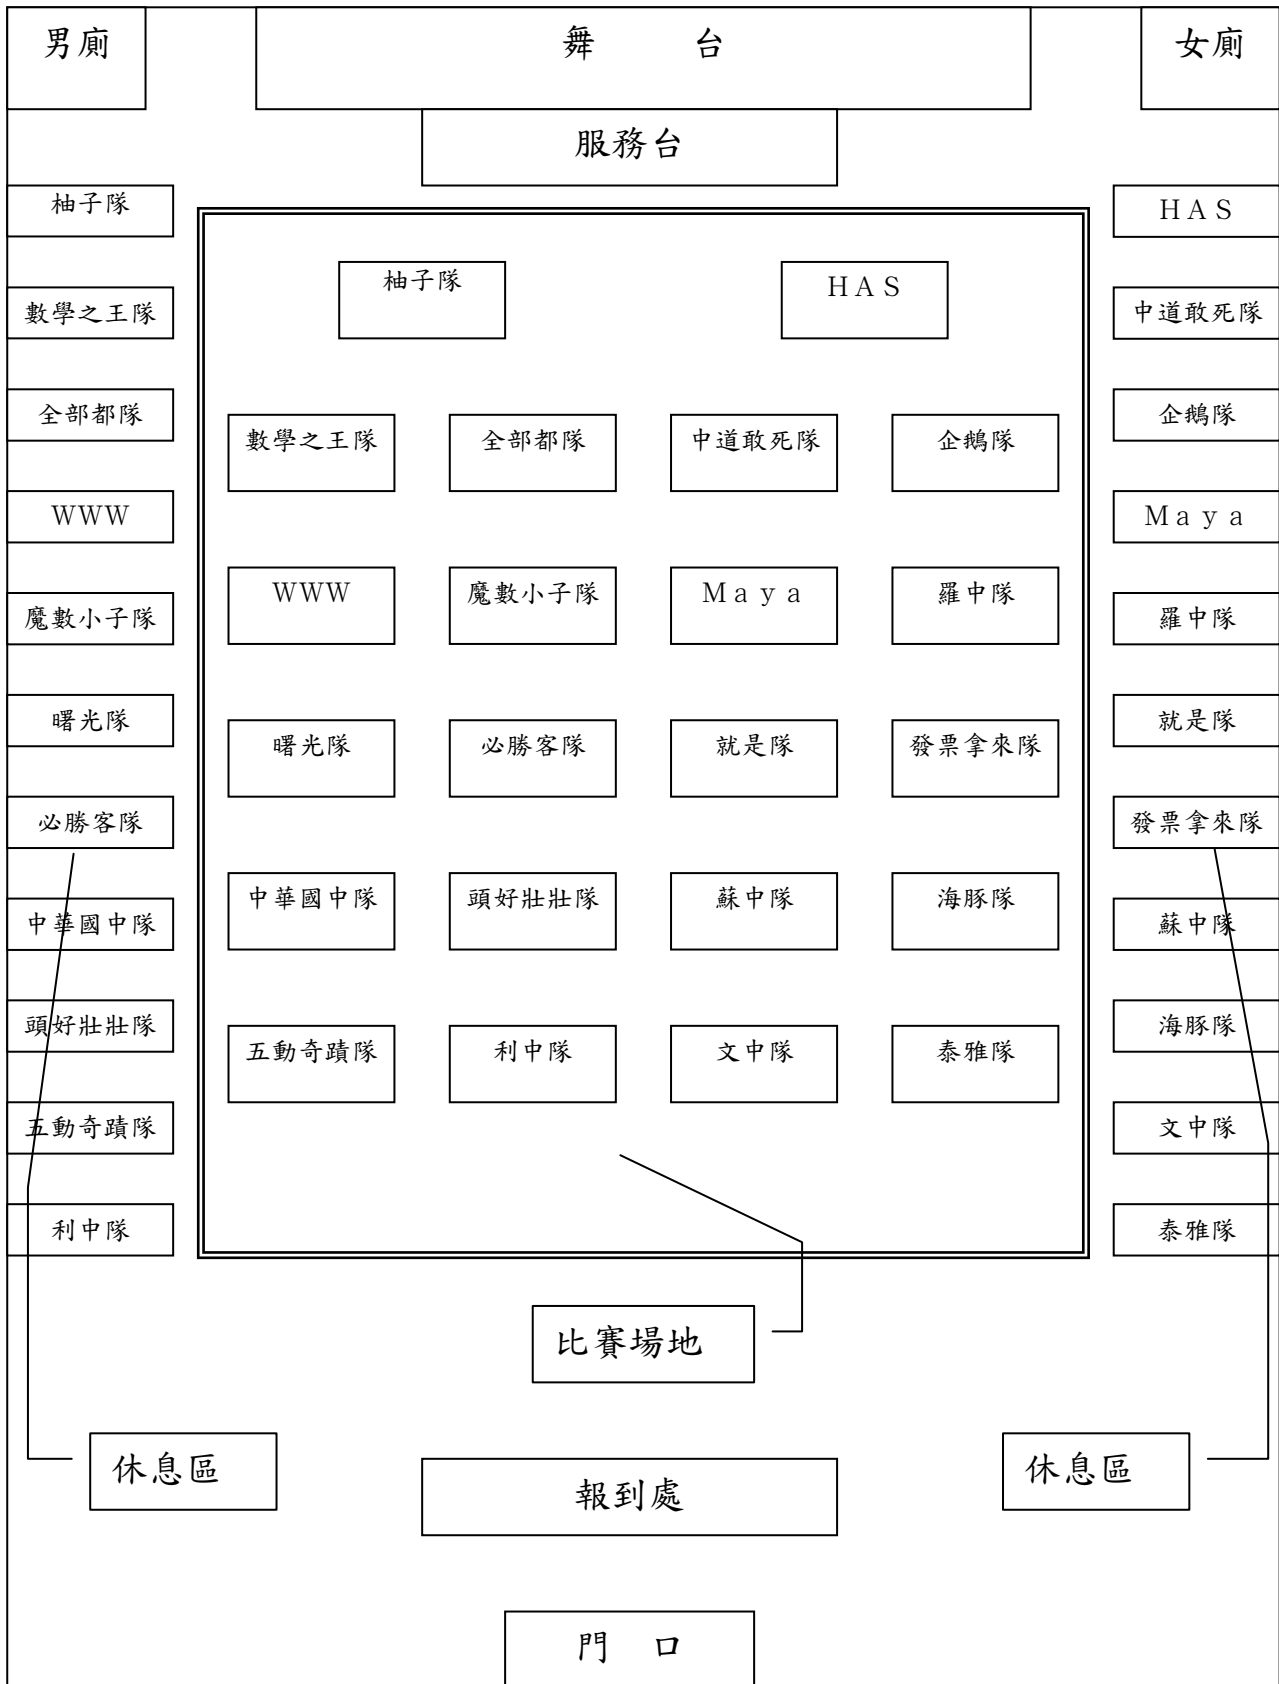 男廁
舞 台
女廁
服務台
柚子隊
HAS
柚子隊
HAS
數學之王隊
中道敢死隊
全部都隊
企鵝隊
數學之王隊
全部都隊
中道敢死隊
企鵝隊
WWW
Maya
WWW
魔數小子隊
Maya
羅中隊
魔數小子隊
羅中隊
曙光隊
就是隊
曙光隊
必勝客隊
就是隊
發票拿來隊
必勝客隊
發票拿來隊
中華國中隊
頭好壯壯隊
蘇中隊
海豚隊
中華國中隊
蘇中隊
頭好壯壯隊
海豚隊
五動奇蹟隊
利中隊
文中隊
泰雅隊
五動奇蹟隊
文中隊
利中隊
泰雅隊
比賽場地
休息區
休息區
報到處
門 口